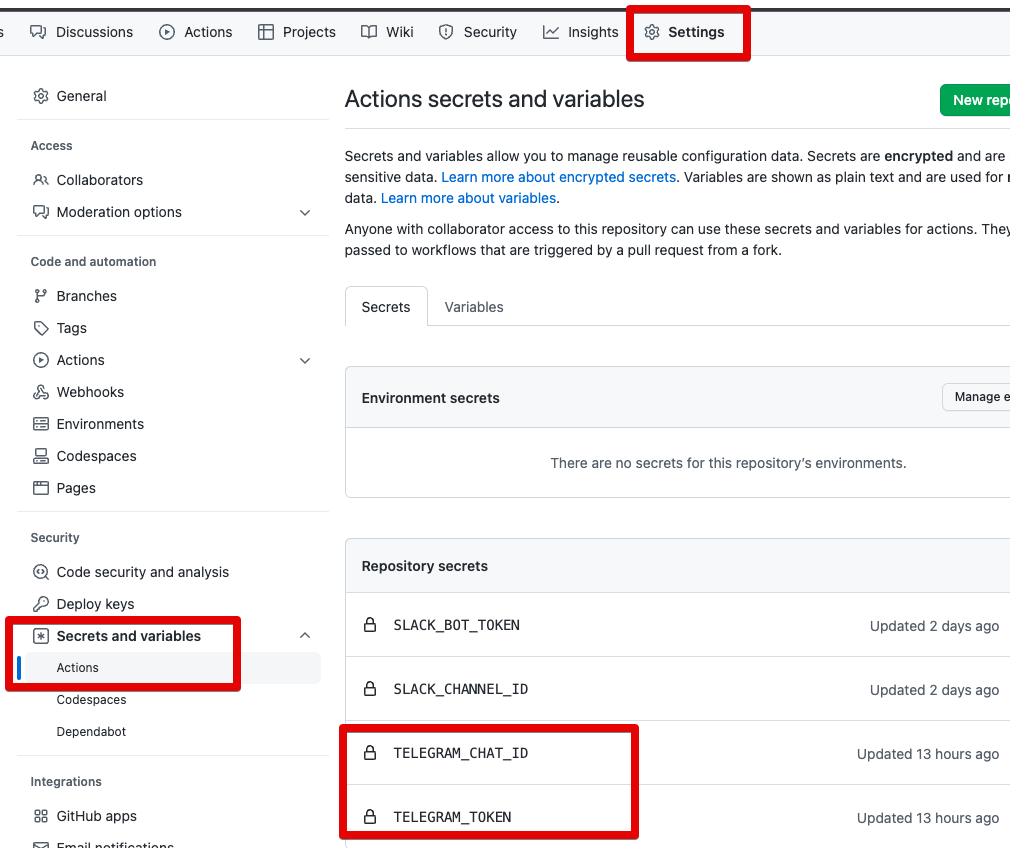 s
Discussions
Actions
Projects
Wiki
Security
Insights
Settings
General
Access
Collaborators
Moderation options
Code and automation
Branches
Tags
Actions
Webhooks
Environments
Codespaces
Pages
Security
Code security and analysis
Deploy keys
Secrets and variables
Actions
Codespaces
Dependabot
Integrations
GitHub apps
Email notifications
Actions secrets and variables
New repo
Secrets and variables allow you to manage reusable configuration data. Secrets are encrypted and are
sensitive data. Learn more about encrypted secrets. Variables are shown as plain text and are used for
data. Learn more about variables.
Anyone with collaborator access to this repository can use these secrets and variables for actions. They
passed to workflows that are triggered by a pull request from a fork.
Secrets
Variables
Environment secrets
Manage e
There are no secrets for this repository's environments.
Repository secrets
SLACK_BOT_TOKEN
Updated 2 days ago
SLACK_CHANNEL_ID
Updated 2 days ago
TELEGRAM_CHAT_ID
Updated 13 hours ago
TELEGRAM_TOKEN
Updated 13 hours ago